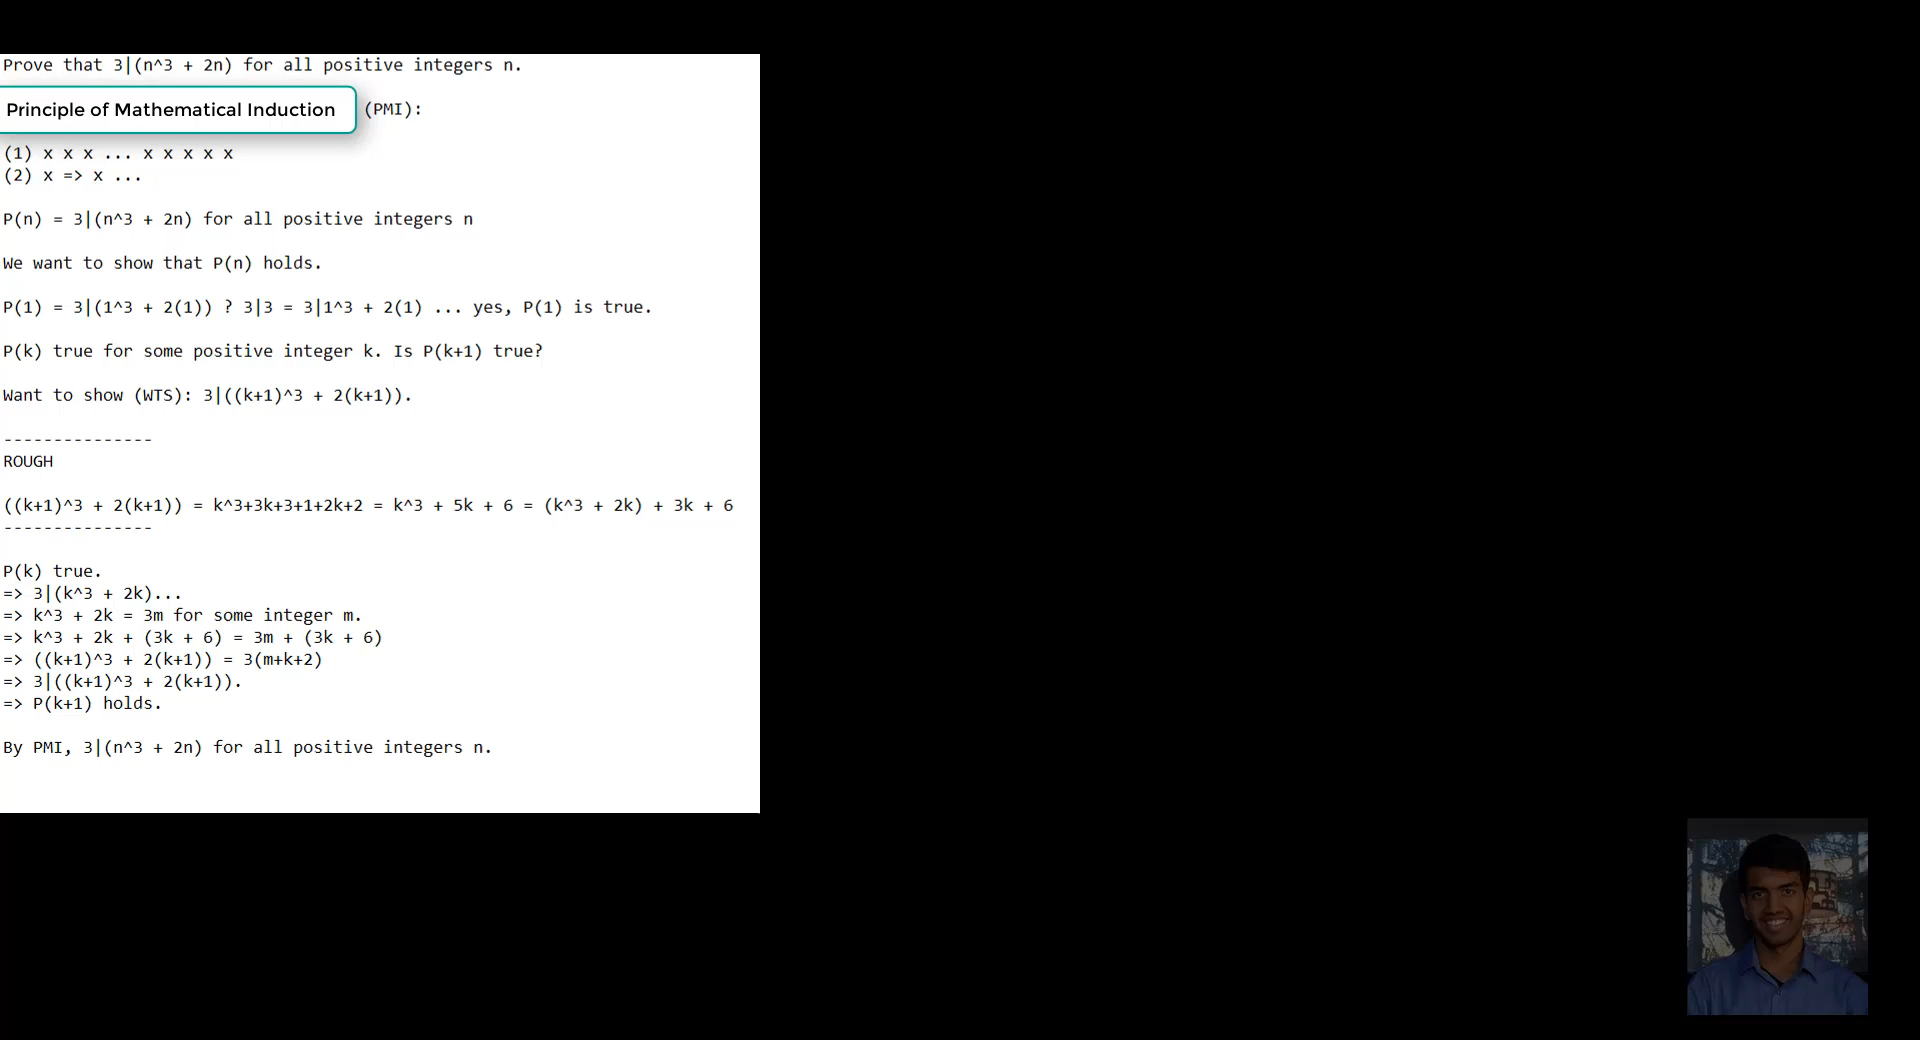 Prove that 3|(n^3 + 2n) for all positive integers n.
Principle of Mathematical Induction (PMI):
(1) x x x ... x x x x x
(2) x => x ...
P(n) = 3|(n^3 + 2n) for all positive integers n
We want to show that P(n) holds.
P(1) = 3|(1^3 + 2(1)) ? 3|3 = 3|1^3 + 2(1) ... yes, P(1) is true.
P(k) true for some positive integer k. Is P(k+1) true?
Want to show (WTS): 3|((k+1)^3 + 2(k+1)).
---------------
ROUGH
((k+1)^3 + 2(k+1)) = k^3+3k+3+1+2k+2 = k^3 + 5k + 6 = (k^3 + 2k) + 3k + 6
---------------
P(k) true.
=> 3|(k^3 + 2k)...
=> k^3 + 2k = 3m for some integer m.
=> k^3 + 2k + (3k + 6) = 3m + (3k + 6)
=> ((k+1)^3 + 2(k+1)) = 3(m+k+2)
=> 3|((k+1)^3 + 2(k+1)).
=> P(k+1) holds.
By PMI, 3|(n^3 + 2n) for all positive integers n.